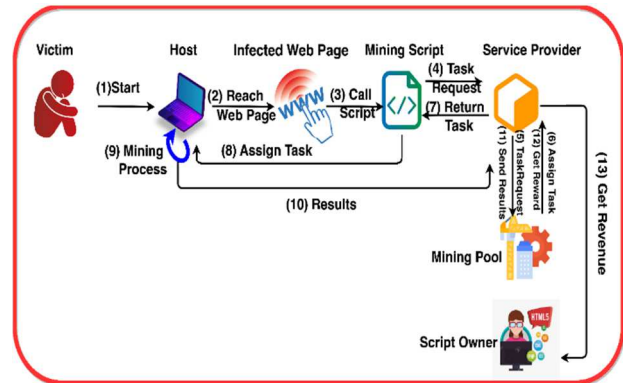 Victim
Host
Infected Web Page
Mining Script
Service Provider
(1)Start
(2) Reach
Web Page
WWW
(3) Call
Script
</>
(4) Task
Request
(7) Return
Task
(8) Assign Task
(9) Mining
Process
(10) Results
(11) Send Results
(5) TaskRequest
(12) Get Reward
(6) Assign Task
(13) Get Revenue
Mining Pool
HTML5
Script Owner